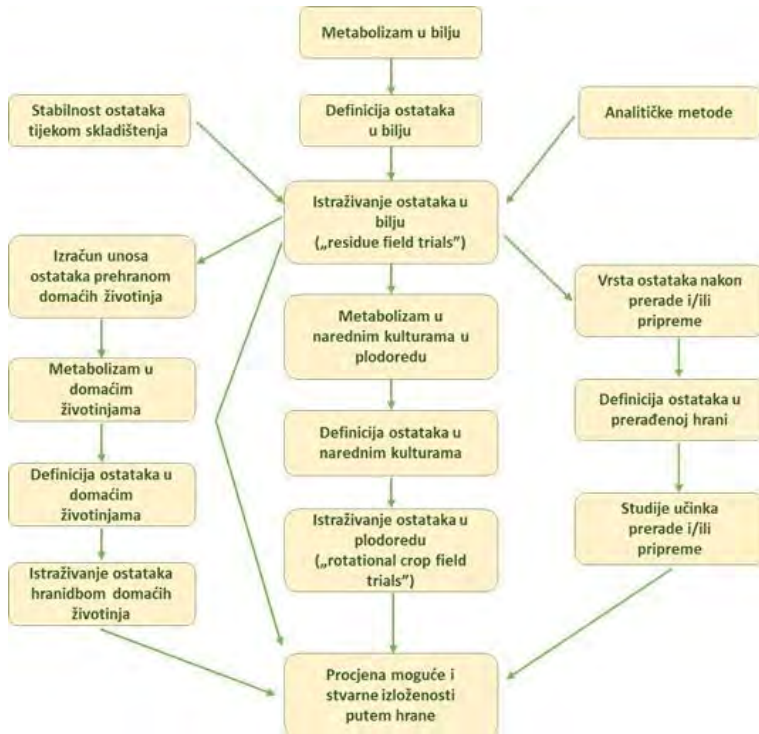 Metabolizam u bilju
Stabilnost ostataka
tijekom skladištenja
Definicija ostataka
u bilju
Analitičke metode
Istraživanje ostataka u
bilju
(„residue field trials”)
Izračun unosa
ostataka prehranom
domaćih životinja
Metabolizam u
narednim kulturama u
plodoredu
Vrsta ostataka nakon
prerade i/ili
pripreme
Metabolizam u
domaćim
životinjama
Definicija ostataka u
narednim kulturama
Definicija ostataka u
prerađenoj hrani
Definicija ostataka u
domaćim
životinjama
Istraživanje ostataka u
plodoredu
(„rotational crop field
trials”)
Studije učinka
prerade i/ili
pripreme
Istraživanje ostataka
hranidbom domaćih
životinja
Procjena moguće i
stvarne izloženosti
putem hrane